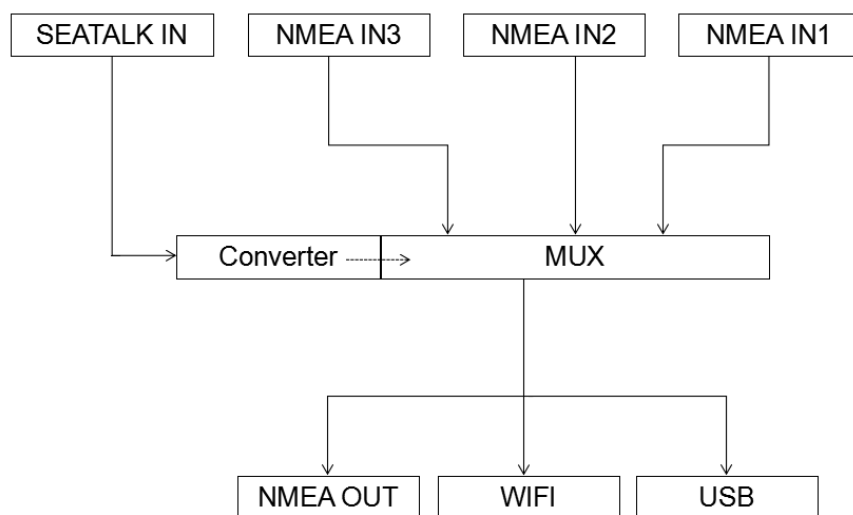 SEATALK IN
NMEA IN3
NMEA IN2
NMEA IN1
Converter
MUX
NMEA OUT
WIFI
USB